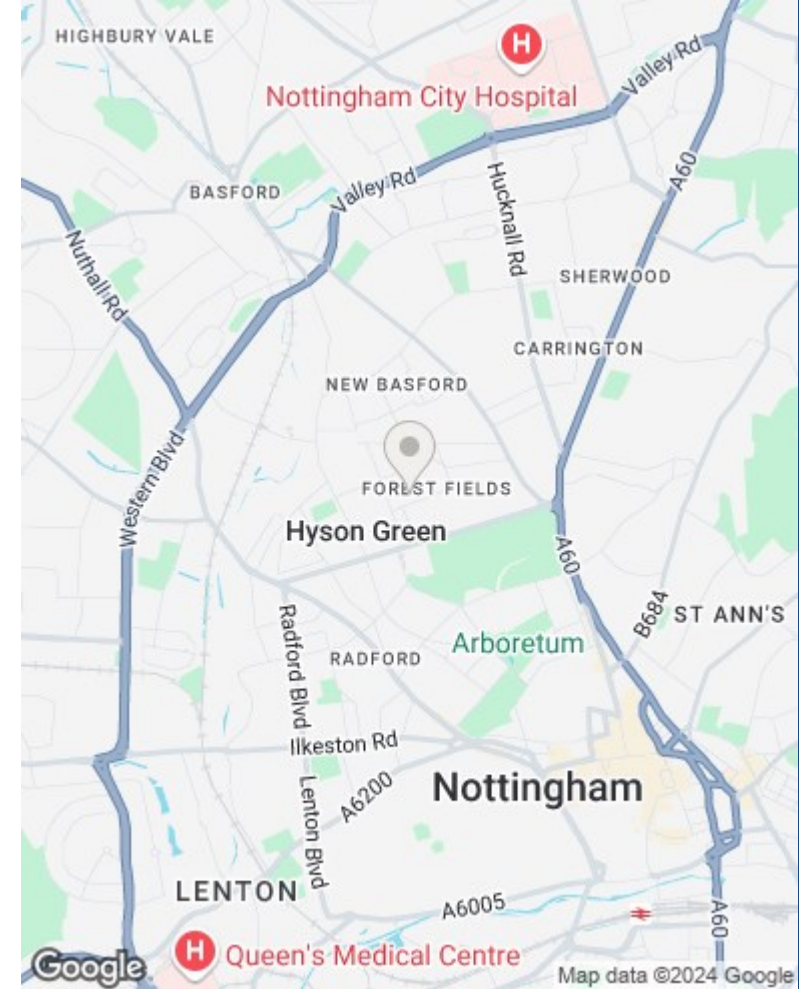 HIGHBURY VALE
H
Nottingham City Hospital
Valley Rd
A60
Valley Rd
BASFORD
Hucknall Rd
Nuthall Rd
SHERWOOD
CARRINGTON
NEW BASFORD
Western Blvd
FOREST FIELDS
Hyson Green
A60
B684
ST ANN'S
Arboretum
Radford Blvd
RADFORD
Ilkeston Rd
Nottingham
A6200
Lenton Blvd
LENTON
A6005
A60
H
Queen's Medical Centre
Google
Map data ©2024 Google